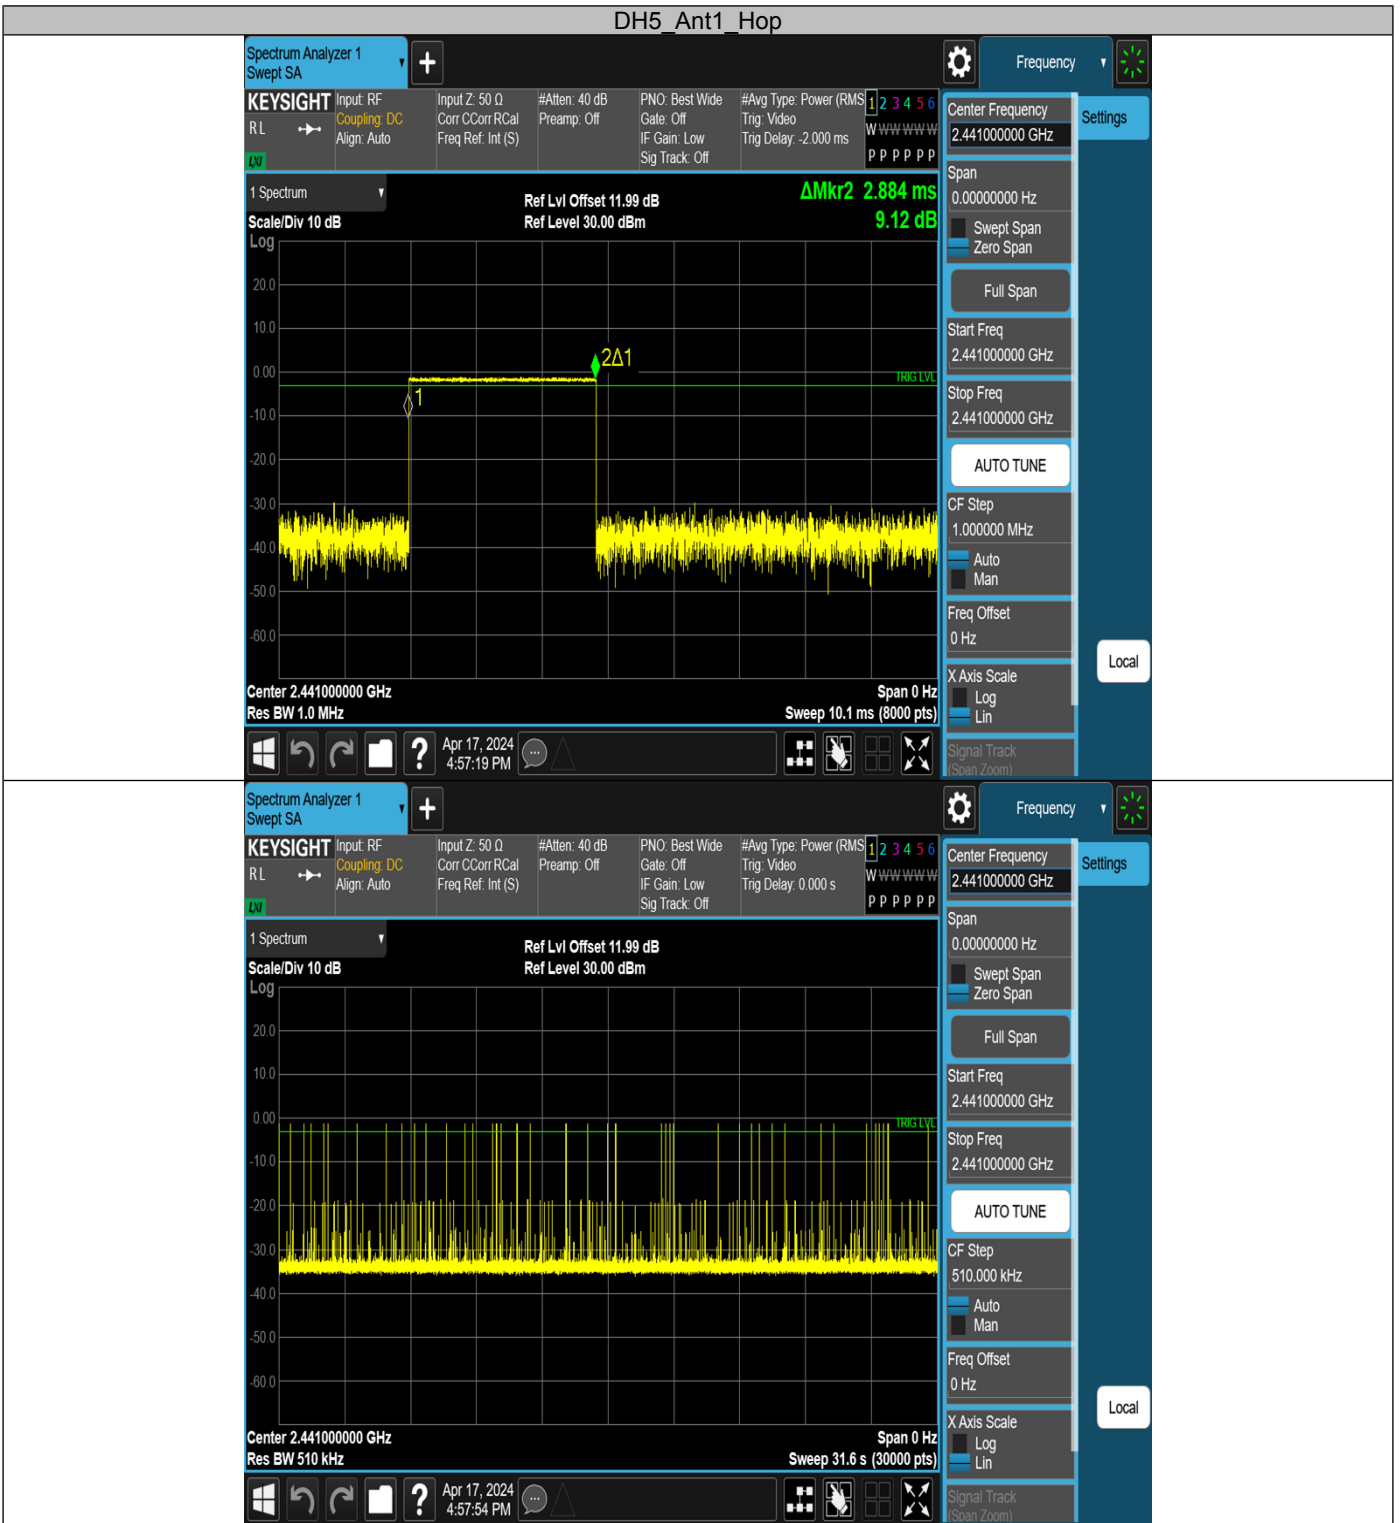 DH5_Ant1_Hop
Spectrum Analyzer 1
Swept SA
+
Frequency
KEYSIGHT
RL
LXI
Input: RF
Coupling: DC
Align: Auto
Input Z: 50 Ω
Corr CCorr RCal
Freq Ref: Int (S)
#Atten: 40 dB
Preamp: Off
PNO: Best Wide
Gate: Off
IF Gain: Low
Sig Track: Off
#Avg Type: Power (RMS
Trig: Video
Trig Delay: -2.000 ms
1 2 3 4 5 6
W W W W W W
P P P P P P
1 Spectrum
Scale/Div 10 dB
Log
Ref Lvl Offset 11.99 dB
Ref Level 30.00 dBm
ΔMkr2 2.884 ms
9.12 dB
20.0
10.0
0.00
-10.0
-20.0
-30.0
-40.0
-50.0
-60.0
2Δ1
1
TRIG LVL
Center 2.441000000 GHz
Res BW 1.0 MHz
Span 0 Hz
Sweep 10.1 ms (8000 pts)
Center Frequency
2.441000000 GHz
Settings
Span
0.00000000 Hz
Swept Span
Zero Span
Full Span
Start Freq
2.441000000 GHz
Stop Freq
2.441000000 GHz
AUTO TUNE
CF Step
1.000000 MHz
Auto
Man
Freq Offset
0 Hz
Local
X Axis Scale
Log
Lin
Signal Track
(Span Zoom)
?
Apr 17, 2024
4:57:19 PM
Spectrum Analyzer 1
Swept SA
+
Frequency
KEYSIGHT
RL
LXI
Input: RF
Coupling: DC
Align: Auto
Input Z: 50 Ω
Corr CCorr RCal
Freq Ref: Int (S)
#Atten: 40 dB
Preamp: Off
PNO: Best Wide
Gate: Off
IF Gain: Low
Sig Track: Off
#Avg Type: Power (RMS
Trig: Video
Trig Delay: 0.000 s
1 2 3 4 5 6
W W W W W W
P P P P P P
1 Spectrum
Scale/Div 10 dB
Log
Ref Lvl Offset 11.99 dB
Ref Level 30.00 dBm
20.0
10.0
0.00
-10.0
-20.0
-30.0
-40.0
-50.0
-60.0
TRIG LVL
Center 2.441000000 GHz
Res BW 510 kHz
Span 0 Hz
Sweep 31.6 s (30000 pts)
Center Frequency
2.441000000 GHz
Settings
Span
0.00000000 Hz
Swept Span
Zero Span
Full Span
Start Freq
2.441000000 GHz
Stop Freq
2.441000000 GHz
AUTO TUNE
CF Step
510.000 kHz
Auto
Man
Freq Offset
0 Hz
Local
X Axis Scale
Log
Lin
Signal Track
(Span Zoom)
?
Apr 17, 2024
4:57:54 PM